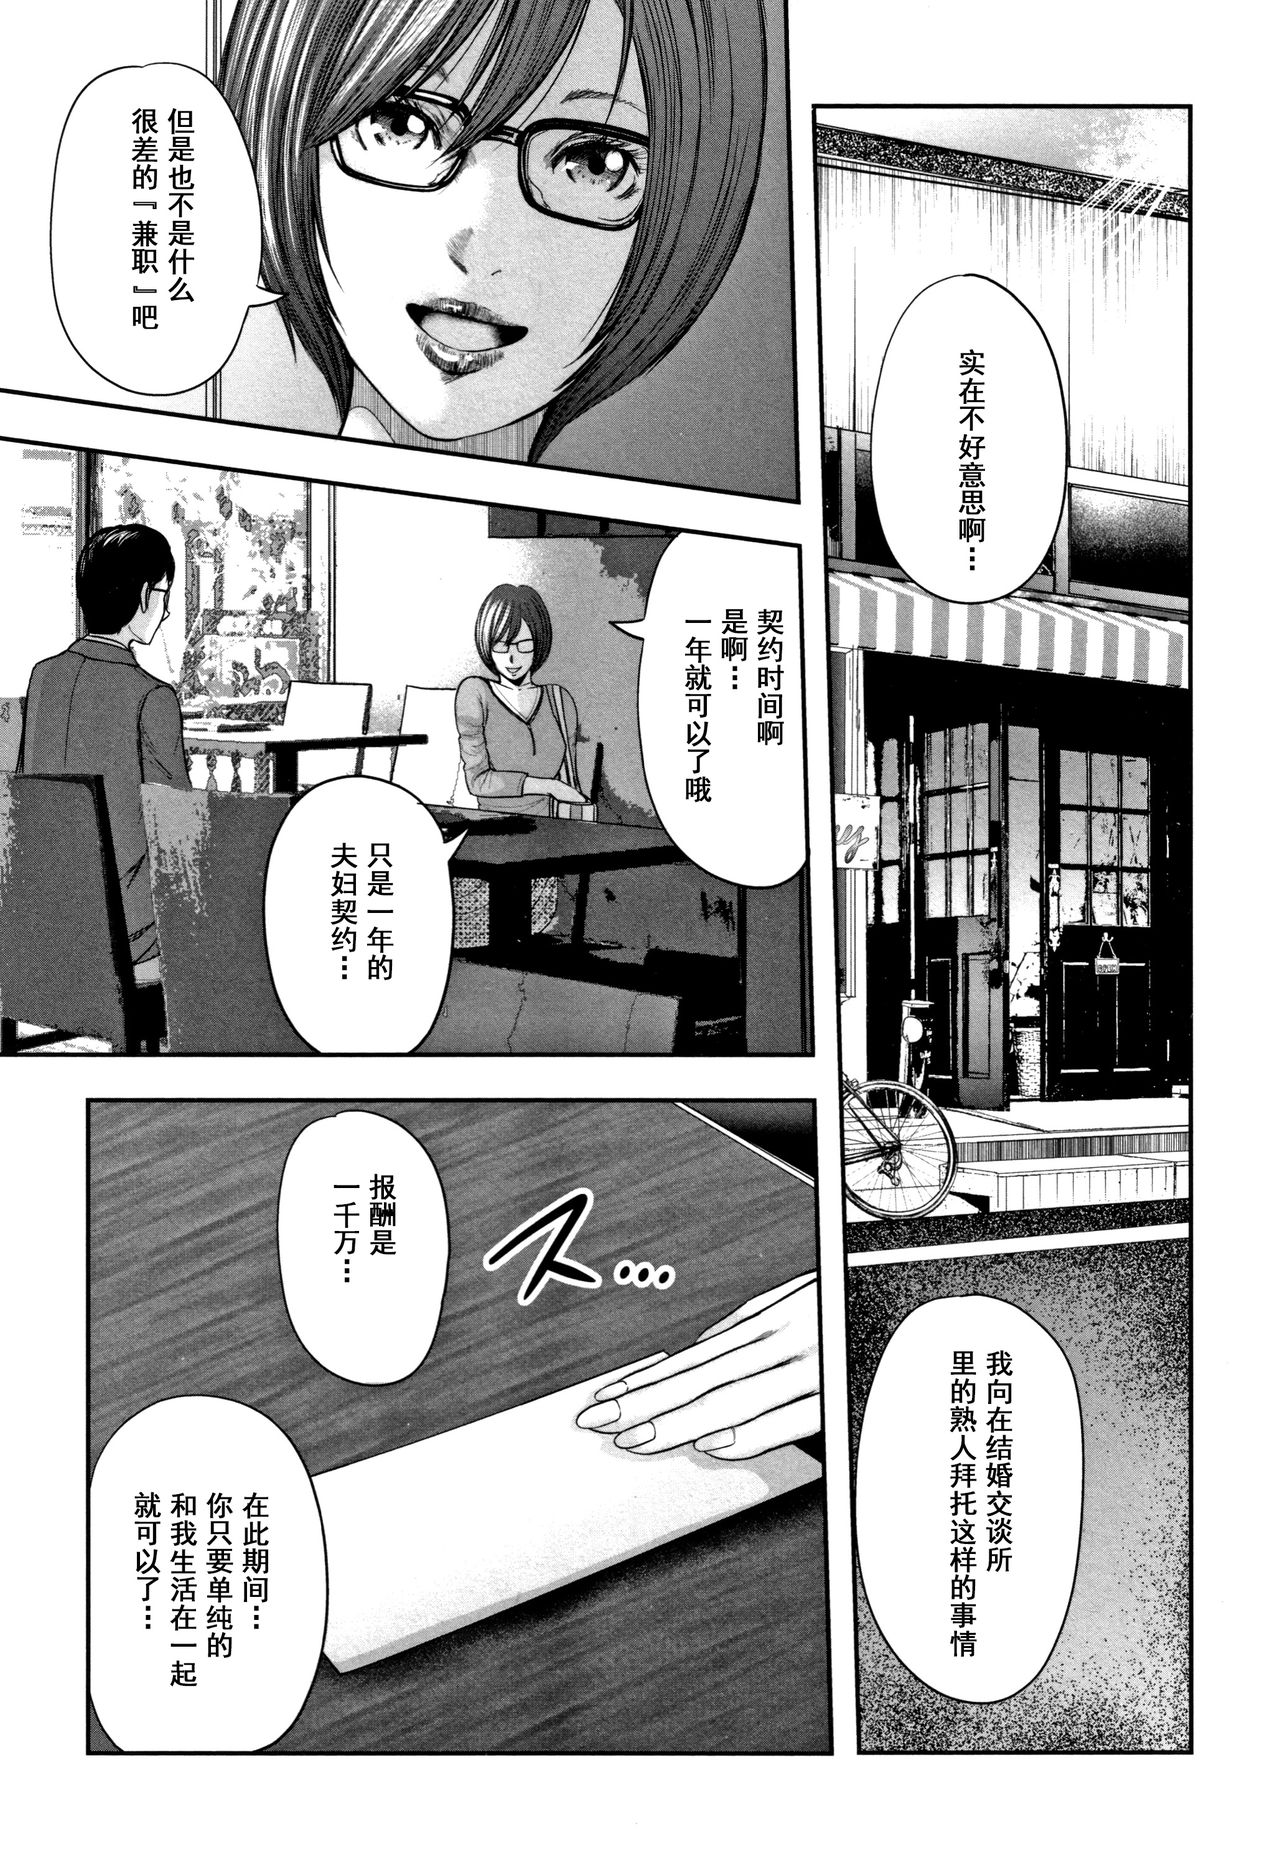 实在不好意思啊…
我向在结婚交谈所
里的熟人拜托这样的事情
但是也不是什么
很差的『兼职』吧
契约时间啊
是啊…
一年就可以了哦
只是一年的
夫妇契约…
报酬是
一千万…
ス…
在此期间…
你只要单纯的
和我生活在一起
就可以了…